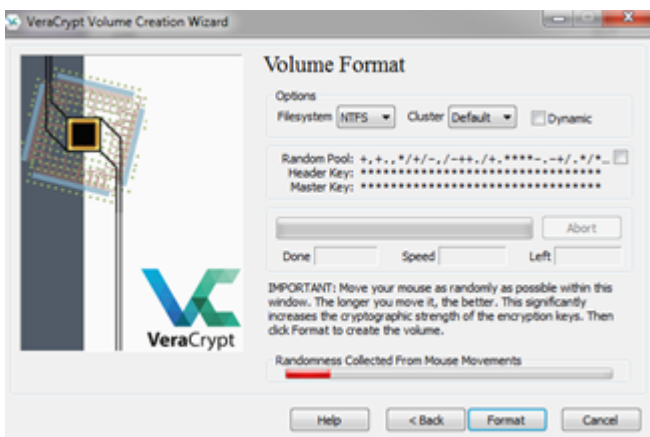 VeraCrypt Volume Creation Wizard
Volume Format
Options
Filesystem NTFS Cluster Default Dynamic
Random Pool: +,+.,,*/+/-,/-++./+.****-.-+/.*/*...
Header Key: ********************************
Master Key: ********************************
Abort
Done Speed Left
IMPORTANT: Move your mouse as randomly as possible within this
window. The longer you move it, the better. This significantly
increases the cryptographic strength of the encryption keys. Then
click Format to create the volume.
VeraCrypt
Randomness Collected From Mouse Movements
Help < Back Format Cancel